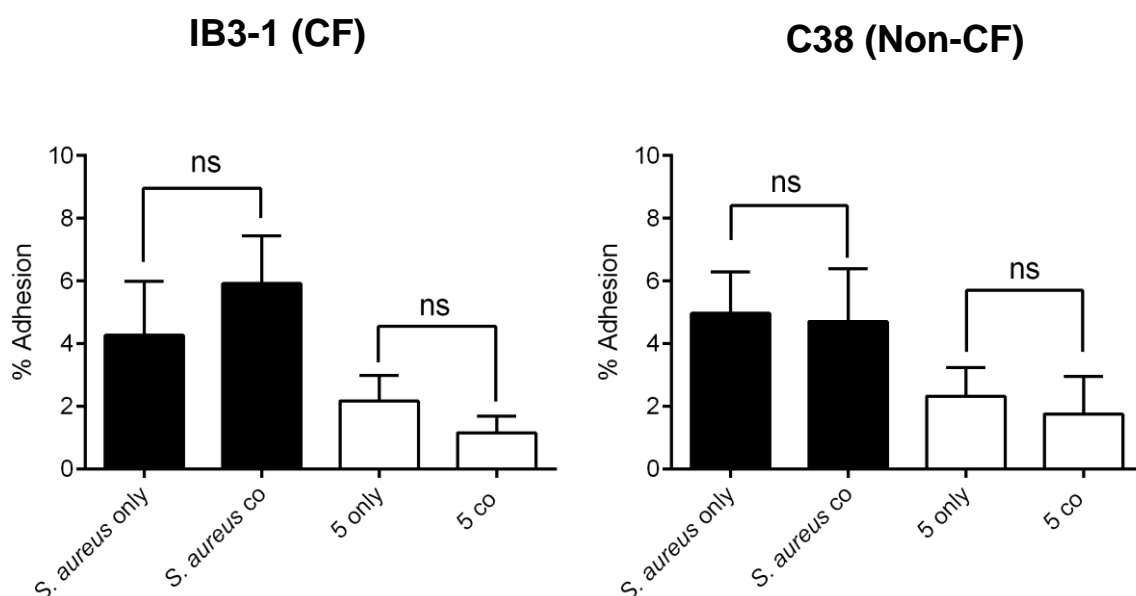 IB3-1 (CF)
% Adhesion
10
8
6
4
2
0
ns
ns
S. aureus only
S. aureus co
5 only
5 co
C38 (Non-CF)
% Adhesion
10
8
6
4
2
0
ns
ns
S. aureus only
S. aureus co
5 only
5 co